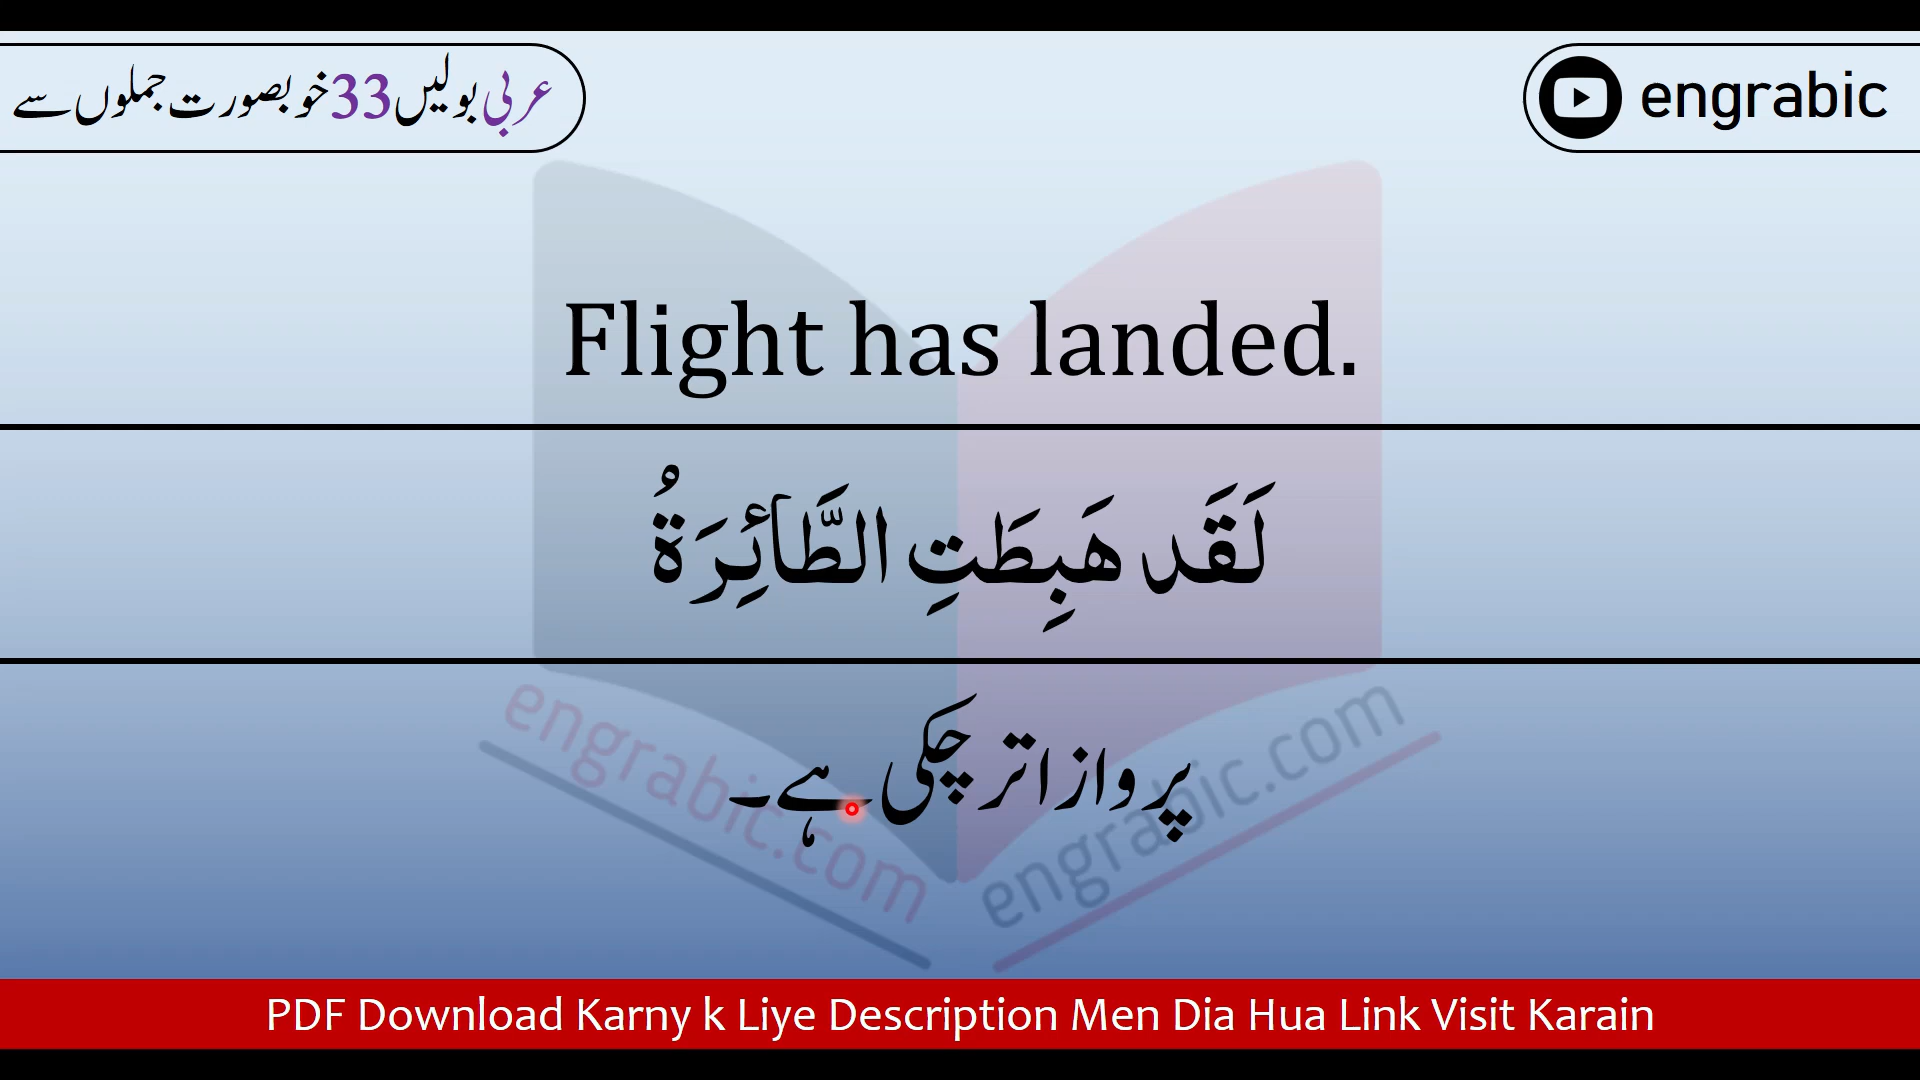 عربی بولیں 33 خوبصورت جملوں سے
engrabic
Flight has landed.
لَقَد هَبِطَتِ الطَّائِرَةُ
پرواز اتر چکی ہے۔
engrabic.com
engrabic.com
PDF Download Karny k Liye Description Men Dia Hua Link Visit Karain